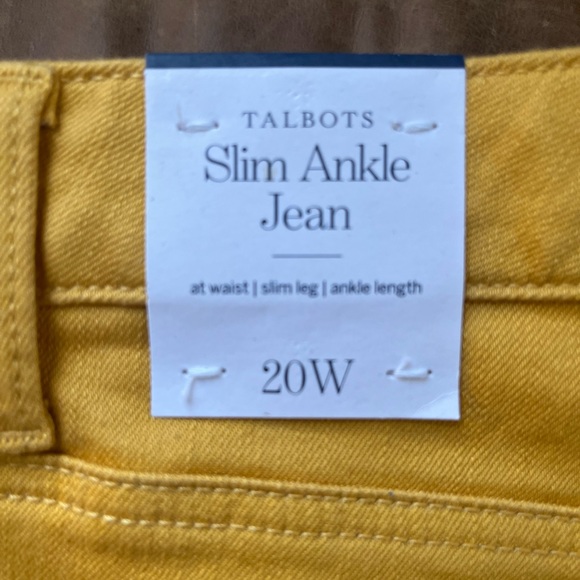 TALBOTS
Slim Ankle
Jean
at waist | slim leg | ankle length
20W